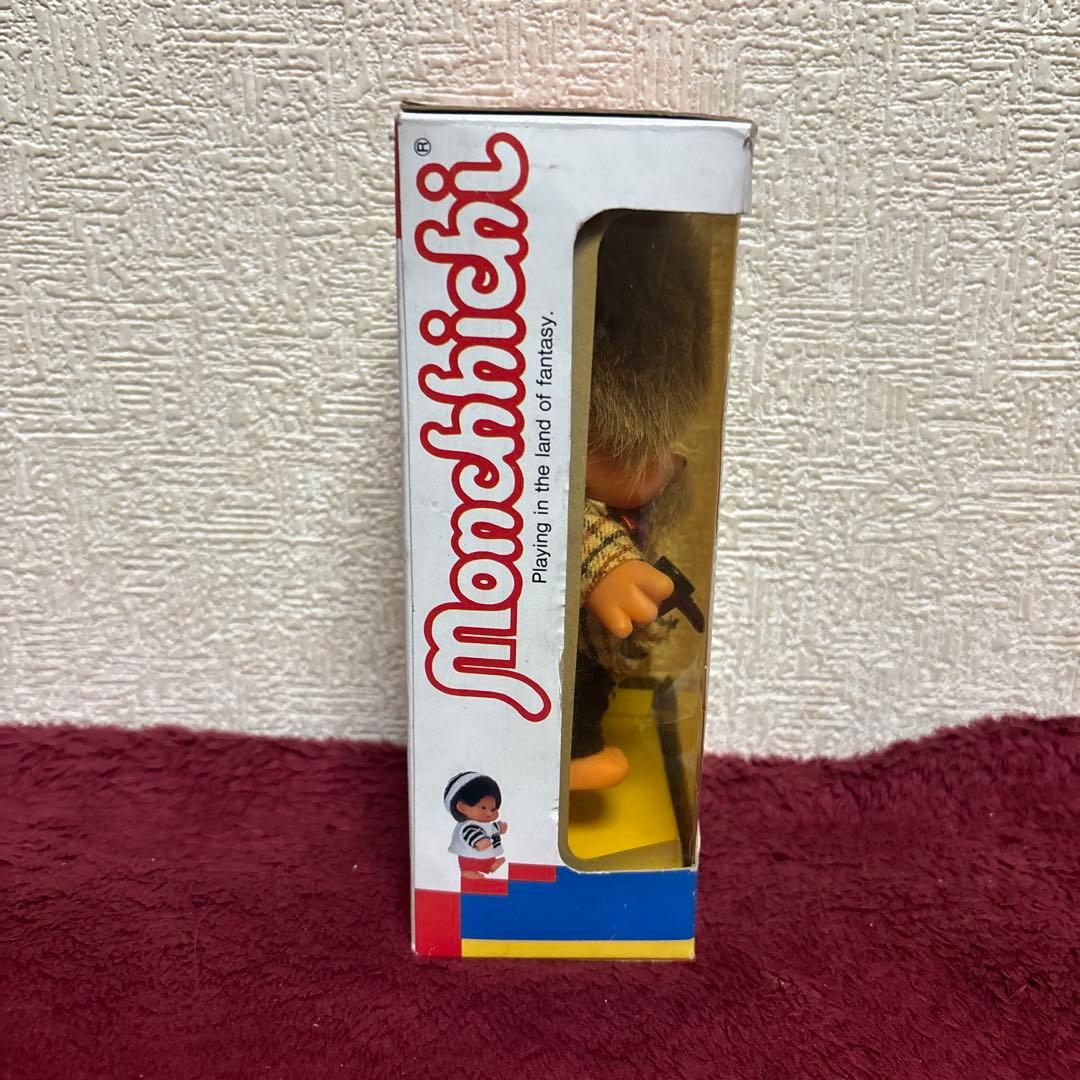 Monchhichi®
Playing in the land of fantasy.